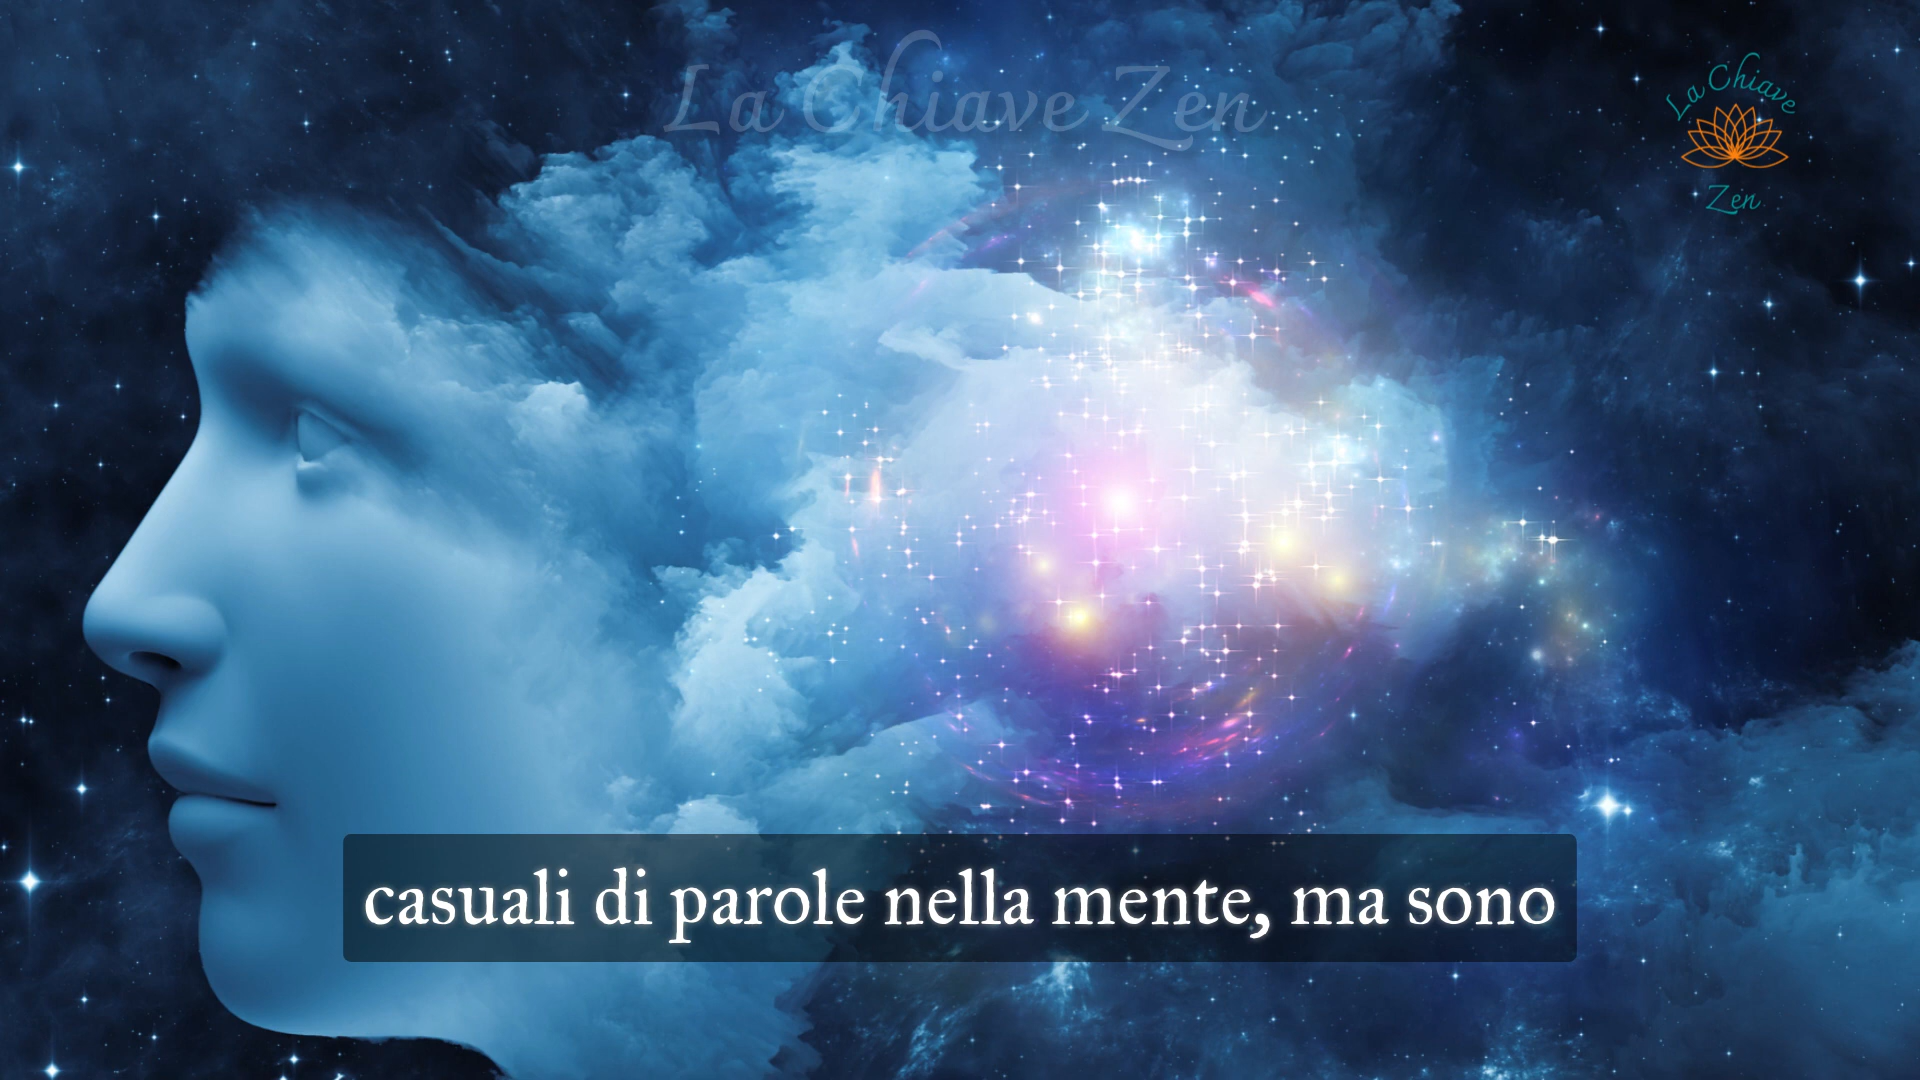 La Chiave Zen
La Chiave
Zen
casuali di parole nella mente, ma sono